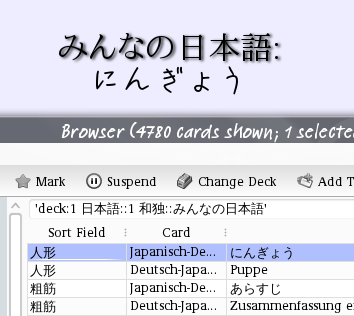 みんなの日本語:
にんぎょう
Browser (4780 cards shown; 1 selecte
Mark Suspend Change Deck Add T
'deck:1 日本語::1 和独::みんなの日本語'
Sort Field Card
人形 Japanisch-De... にんぎょう
人形 Deutsch-Japa... Puppe
粗筋 Japanisch-De... あらすじ
粗筋 Deutsch-Japa... Zusammenfassung e